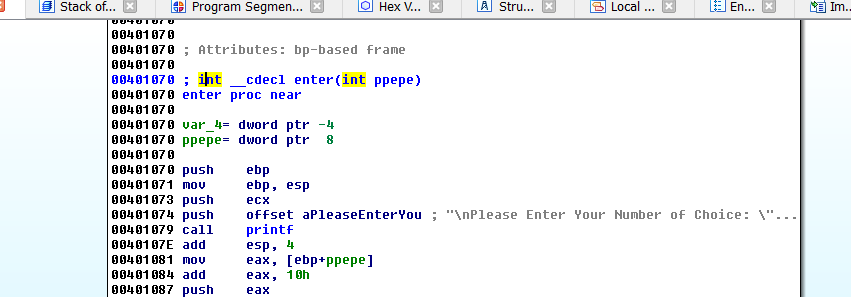 Stack of... Program Segmen... Hex V... Stru... Local ... En... Im...
00401070
00401070
00401070 ; Attributes: bp-based frame
00401070
00401070 ; int __cdecl enter(int ppepe)
00401070 enter proc near
00401070
00401070 var_4= dword ptr -4
00401070 ppepe= dword ptr  8
00401070
00401070 push    ebp
00401071 mov     ebp, esp
00401073 push    ecx
00401074 push    offset aPleaseEnterYou ; "\nPlease Enter Your Number of Choice: \"...
00401079 call    printf
0040107E add     esp, 4
00401081 mov     eax, [ebp+ppepe]
00401084 add     eax, 10h
00401087 push    eax